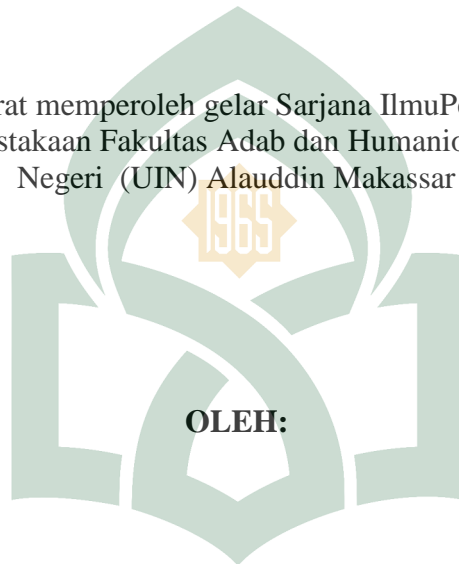 rat memperoleh gelar Sarjana IlmuPe
stakaan Fakultas Adab dan Humanio
Negeri (UIN) Alauddin Makassar
1965
OLEH: